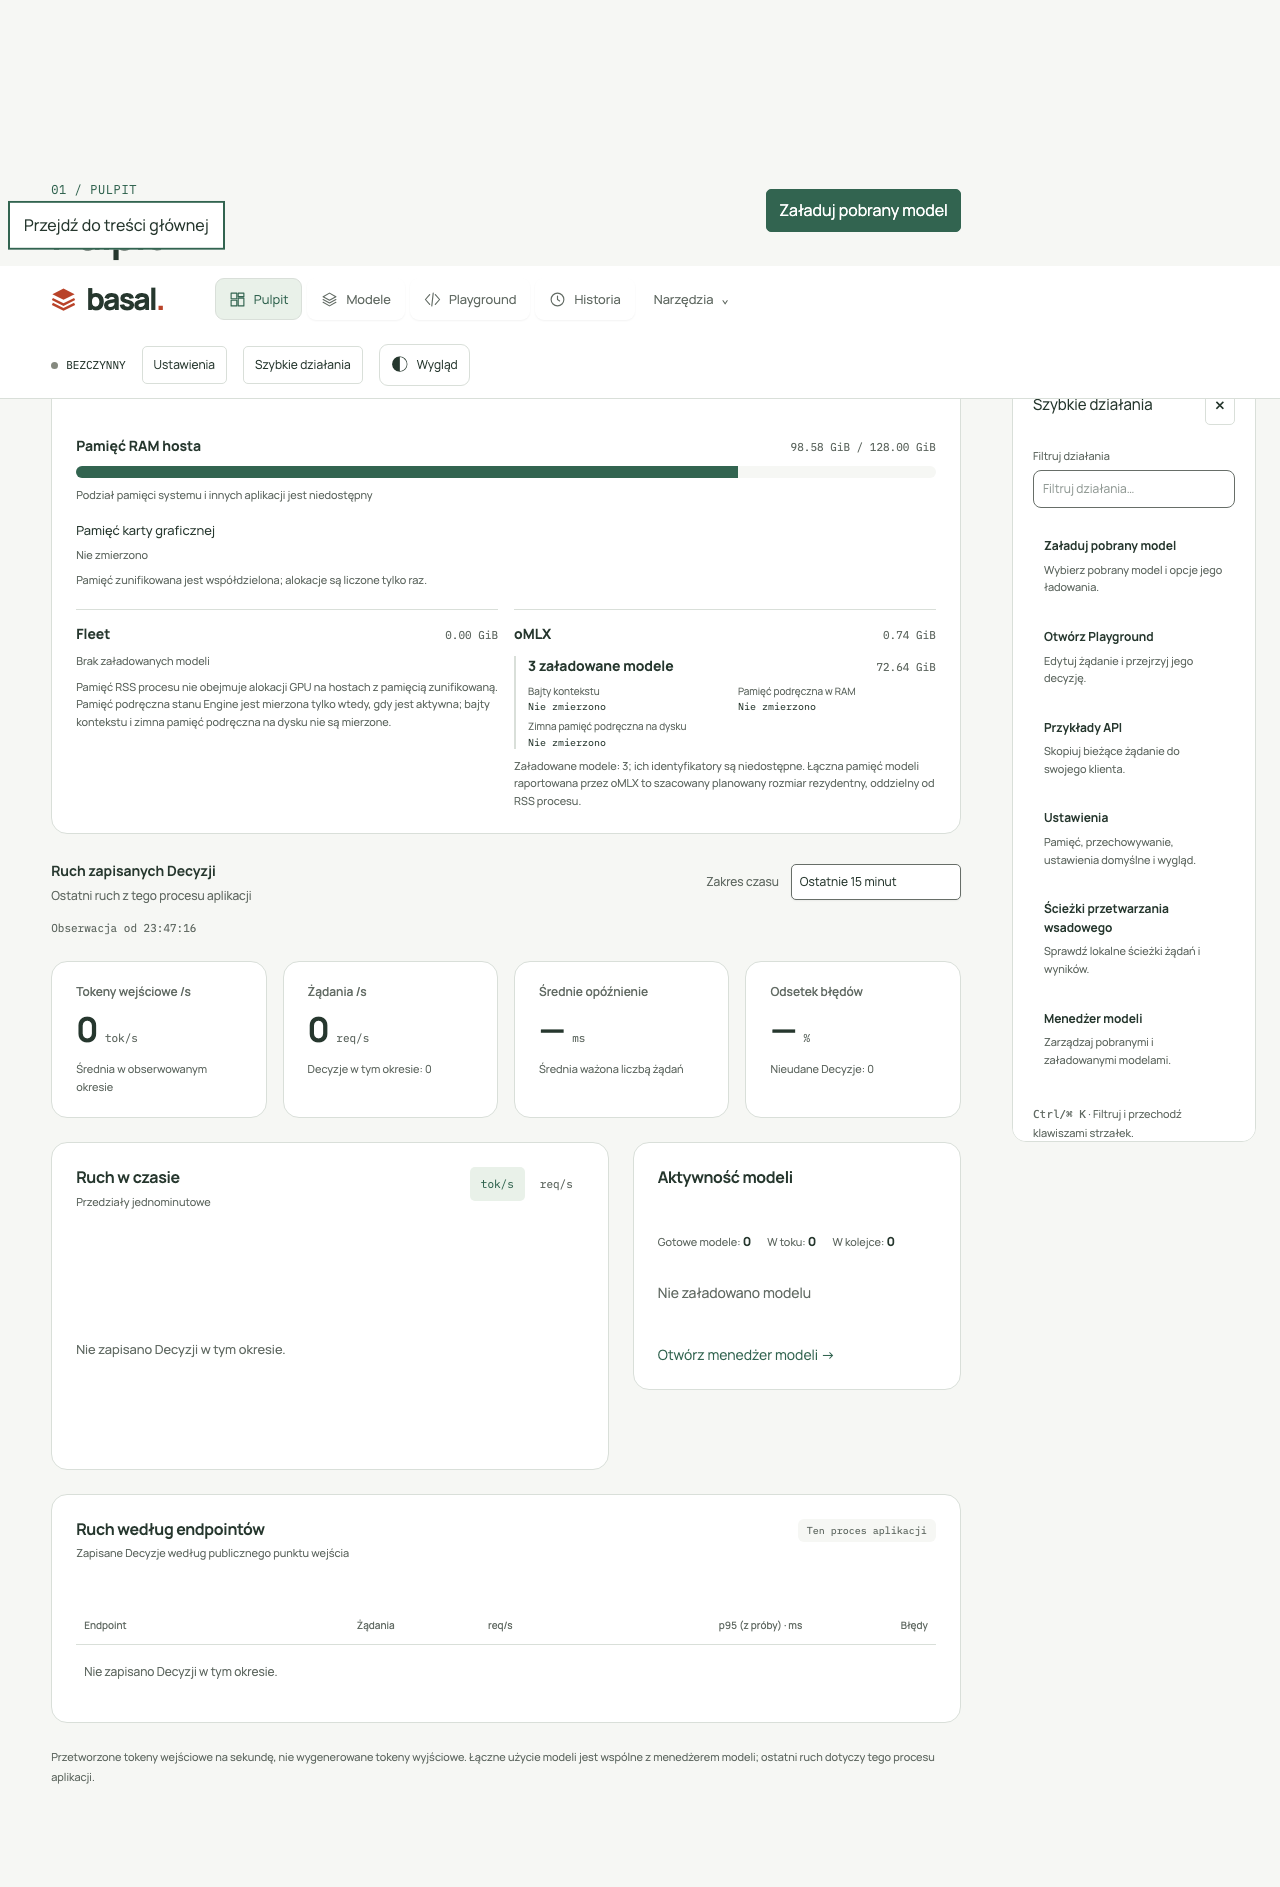 01 / PULPIT
Przejdź do treści głównej
Załaduj pobrany model
basal.
Pulpit
Modele
Playground
Historia
Narzędzia
BEZCZYNNY
Ustawienia
Szybkie działania
Wygląd
Pamięć RAM hosta
98.58 GiB / 128.00 GiB
Podział pamięci systemu i innych aplikacji jest niedostępny
Pamięć karty graficznej
Nie zmierzono
Pamięć zunifikowana jest współdzielona; alokacje są liczone tylko raz.
Fleet
0.00 GiB
Brak załadowanych modeli
Pamięć RSS procesu nie obejmuje alokacji GPU na hostach z pamięcią zunifikowaną.
Pamięć podręczna stanu Engine jest mierzona tylko wtedy, gdy jest aktywna; bajty
kontekstu i zimna pamięć podręczna na dysku nie są mierzone.
oMLX
0.74 GiB
3 załadowane modele
72.64 GiB
Bajty kontekstu
Nie zmierzono
Pamięć podręczna w RAM
Nie zmierzono
Zimna pamięć podręczna na dysku
Nie zmierzono
Załadowane modele: 3; ich identyfikatory są niedostępne. Łączna pamięć modeli
raportowana przez oMLX to szacowany planowany rozmiar rezydentny, oddzielny od
RSS procesu.
Ruch zapisanych Decyzji
Ostatni ruch z tego procesu aplikacji
Zakres czasu
Ostatnie 15 minut
Obserwacja od 23:47:16
Tokeny wejściowe /s
0 tok/s
Średnia w obserwowanym
okresie
Żądania /s
0 req/s
Decyzje w tym okresie: 0
Średnie opóźnienie
— ms
Średnia ważona liczbą żądań
Odsetek błędów
— %
Nieudane Decyzje: 0
Ruch w czasie
Przedziały jednominutowe
tok/s
req/s
Nie zapisano Decyzji w tym okresie.
Aktywność modeli
Gotowe modele: 0
W toku: 0
W kolejce: 0
Nie załadowano modelu
Otwórz menedżer modeli →
Ruch według endpointów
Zapisane Decyzje według publicznego punktu wejścia
Ten proces aplikacji
Endpoint
Żądania
req/s
p95 (z próby) · ms
Błędy
Nie zapisano Decyzji w tym okresie.
Przetworzone tokeny wejściowe na sekundę, nie wygenerowane tokeny wyjściowe. Łączne użycie modeli jest wspólne z menedżerem modeli; ostatni ruch dotyczy tego procesu
aplikacji.
Szybkie działania
×
Filtruj działania
Filtruj działania…
Załaduj pobrany model
Wybierz pobrany model i opcje jego
ładowania.
Otwórz Playground
Edytuj żądanie i przejrzyj jego
decyzję.
Przykłady API
Skopiuj bieżące żądanie do
swojego klienta.
Ustawienia
Pamięć, przechowywanie,
ustawienia domyślne i wygląd.
Ścieżki przetwarzania
wsadowego
Sprawdź lokalne ścieżki żądań i
wyników.
Menedżer modeli
Zarządzaj pobranymi i
załadowanymi modelami.
Ctrl/⌘ K · Filtruj i przechodź
klawiszami strzałek.